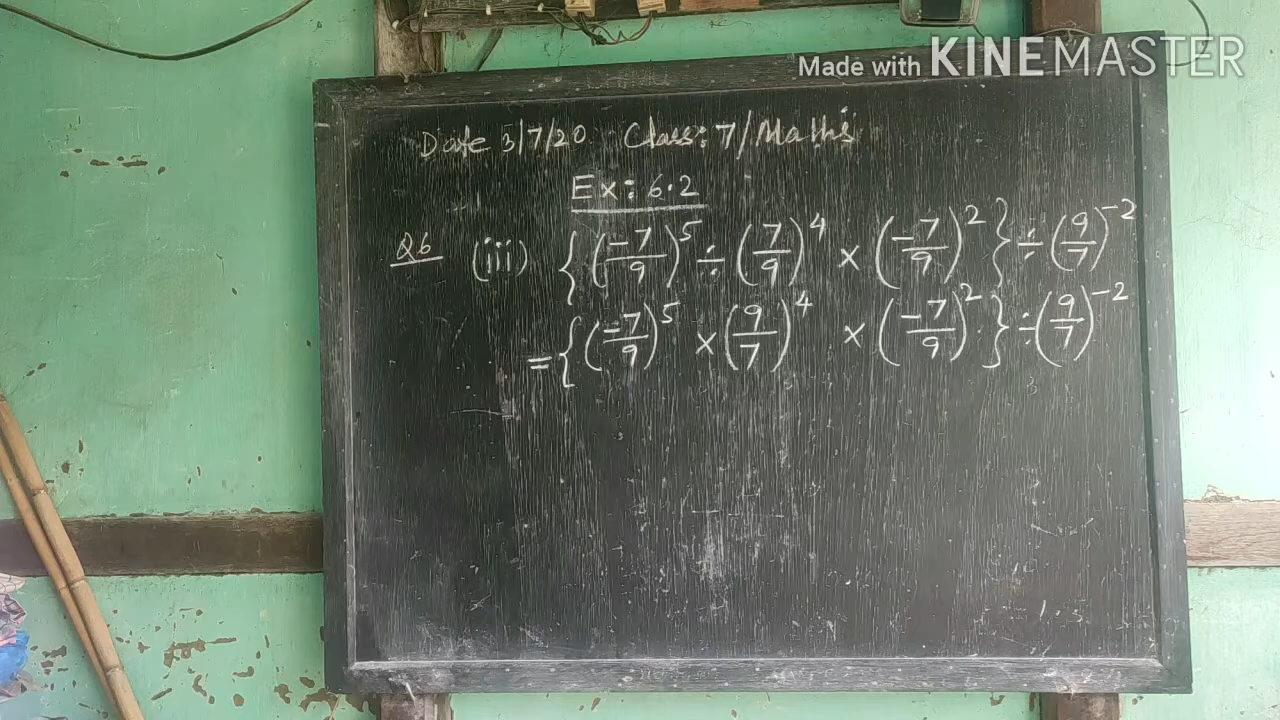 Made with KINEMASTER
Date 3/7/20 Class: 7/Maths
Ex: 6.2
Q6 (iii) {(-7/9)^5 ÷ (7/9)^4 × (-7/9)^2} ÷ (9/7)^-2
= {(-7/9)^5 × (9/7)^4 × (-7/9)^2} ÷ (9/7)^-2